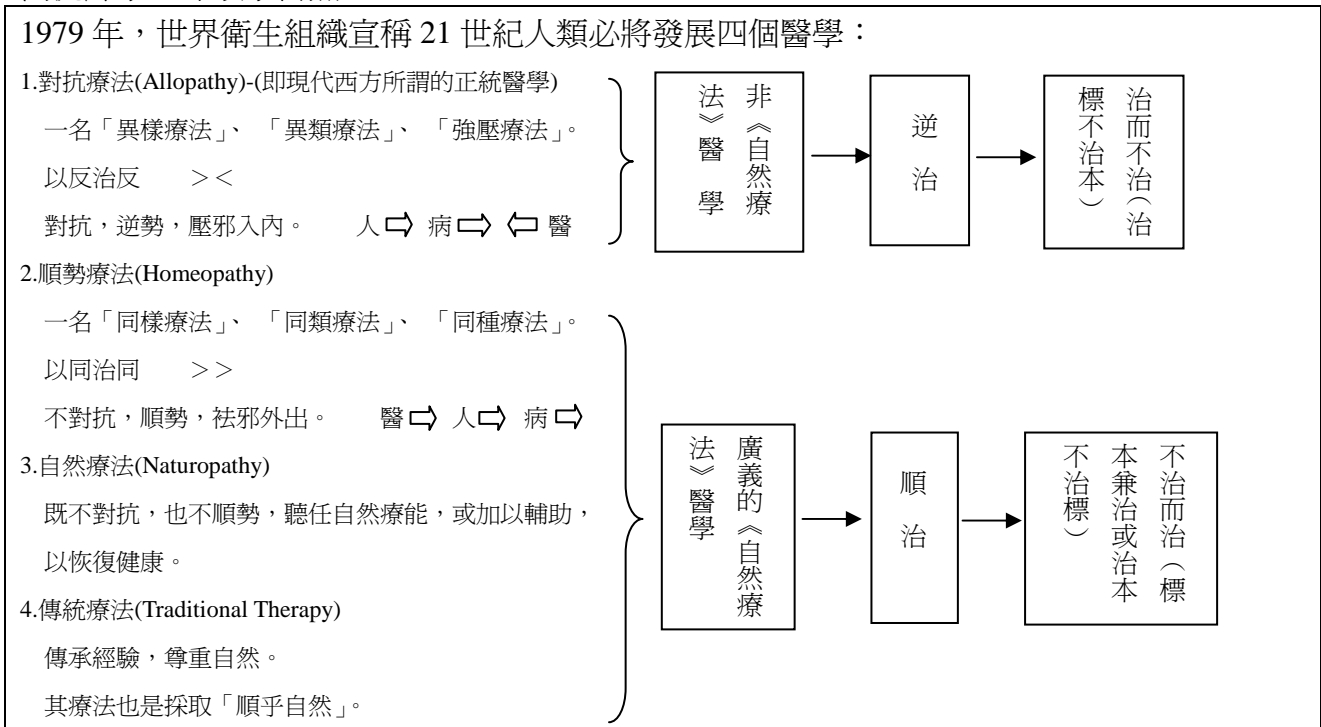 1979 年，世界衛生組織宣稱 21 世紀人類必將發展四個醫學：
1.對抗療法(Allopathy)-(即現代西方所謂的正統醫學)
一名「異樣療法」、 「異類療法」、 「強壓療法」。
以反治反 ＞＜
對抗，逆勢，壓邪入內。 人⇨ 病⇨ ⇦ 醫
非《自然療
法》醫 學
逆 治
治而不治（治
標不治本）
2.順勢療法(Homeopathy)
一名「同樣療法」、 「同類療法」、 「同種療法」。
以同治同 ＞＞
不對抗，順勢，袪邪外出。 醫⇨ 人⇨ 病⇨
3.自然療法(Naturopathy)
既不對抗，也不順勢，聽任自然療能，或加以輔助，
以恢復健康。
4.傳統療法(Traditional Therapy)
傳承經驗，尊重自然。
其療法也是採取「順乎自然」。
廣義的《自然療
法》醫學
順 治
不治而治（標
本兼治或治本
不治標）